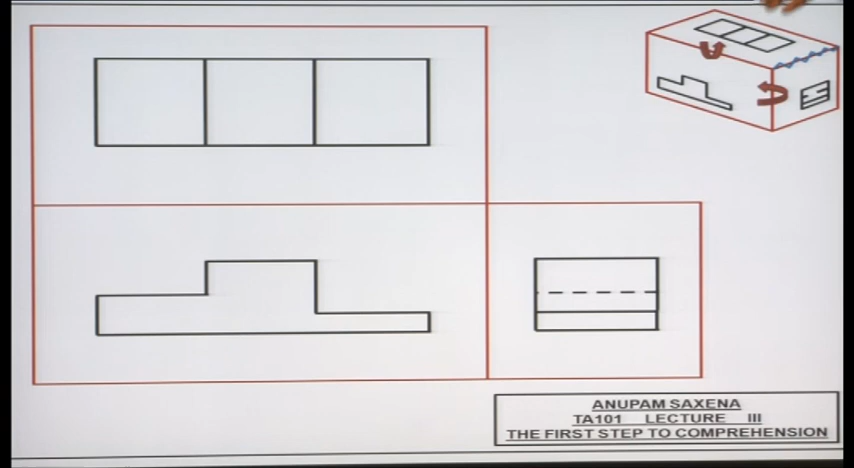 ANUPAM SAXENA
TA101 LECTURE III
THE FIRST STEP TO COMPREHENSION